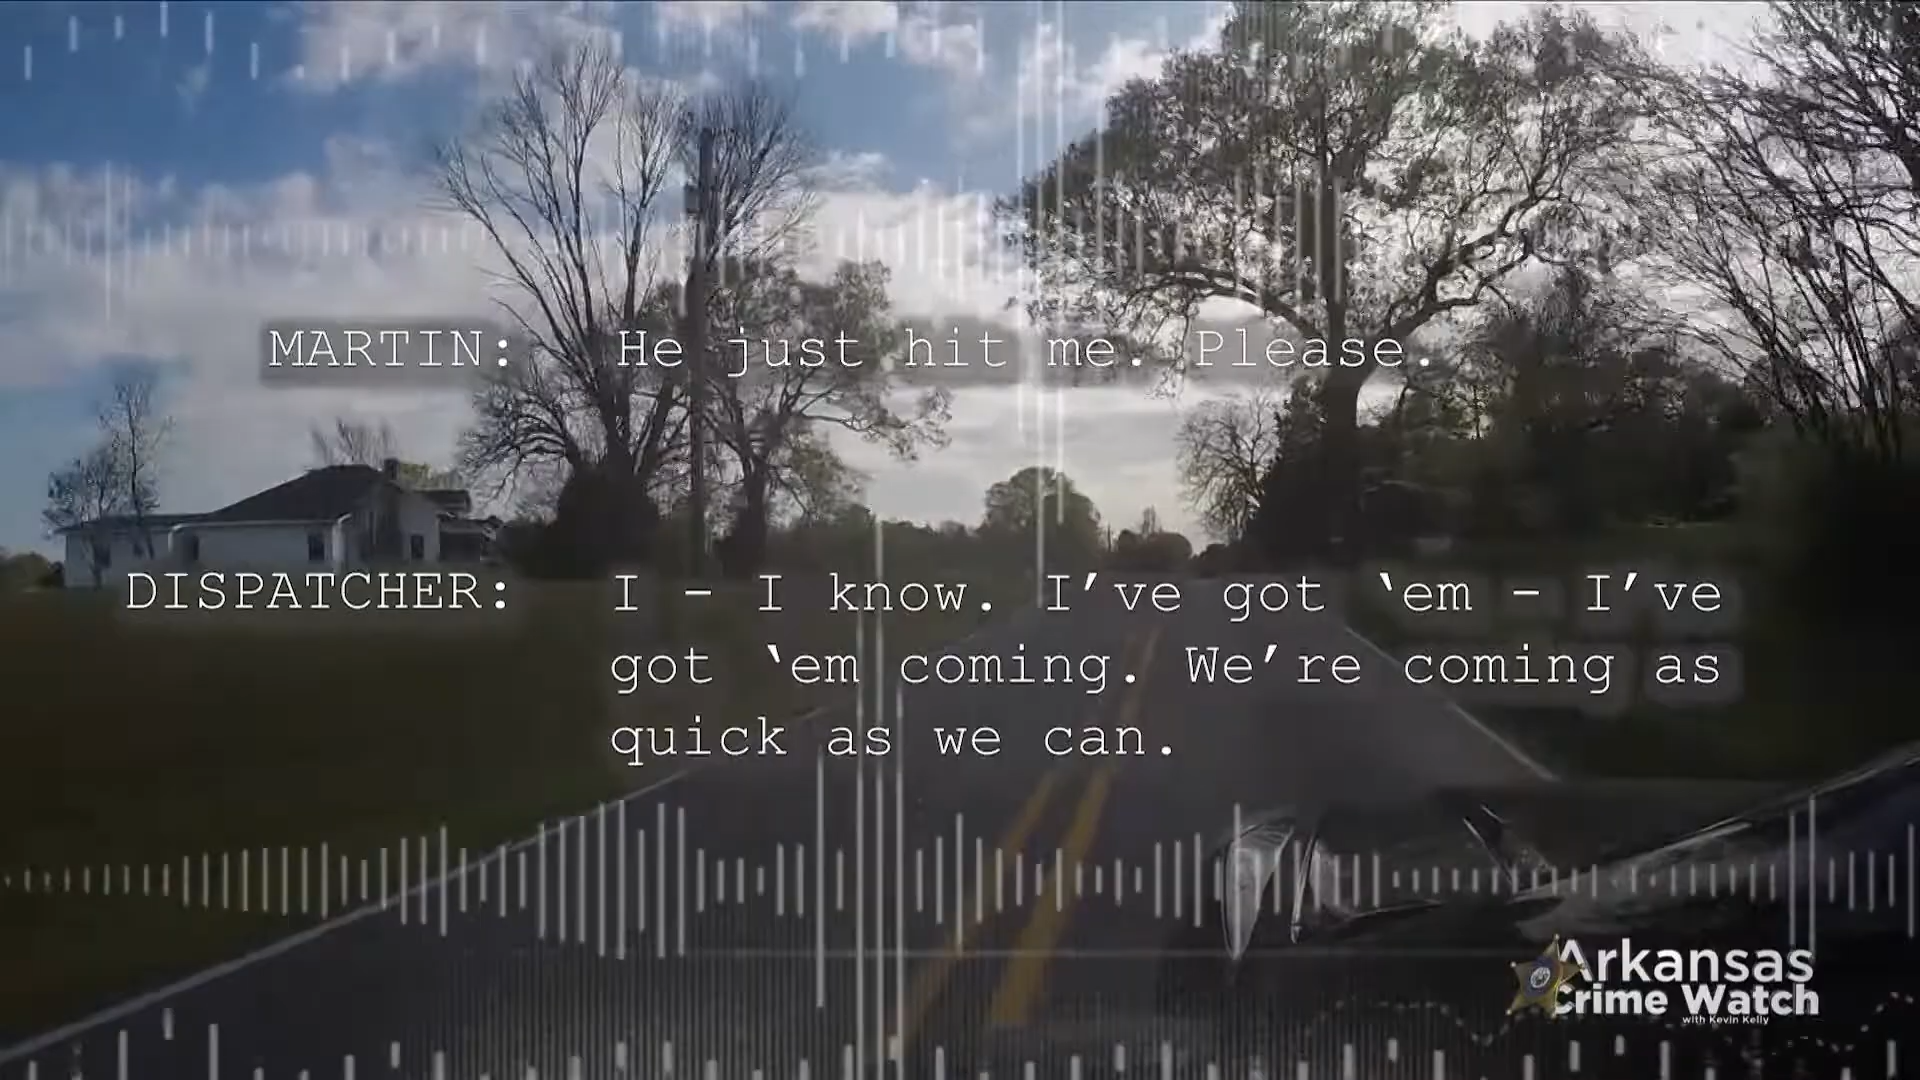 MARTIN: He just hit me. Please.
DISPATCHER: I - I know. I’ve got ‘em - I’ve
got ‘em coming. We’re coming as
quick as we can.
Arkansas
Crime Watch
with Kevin Kelly